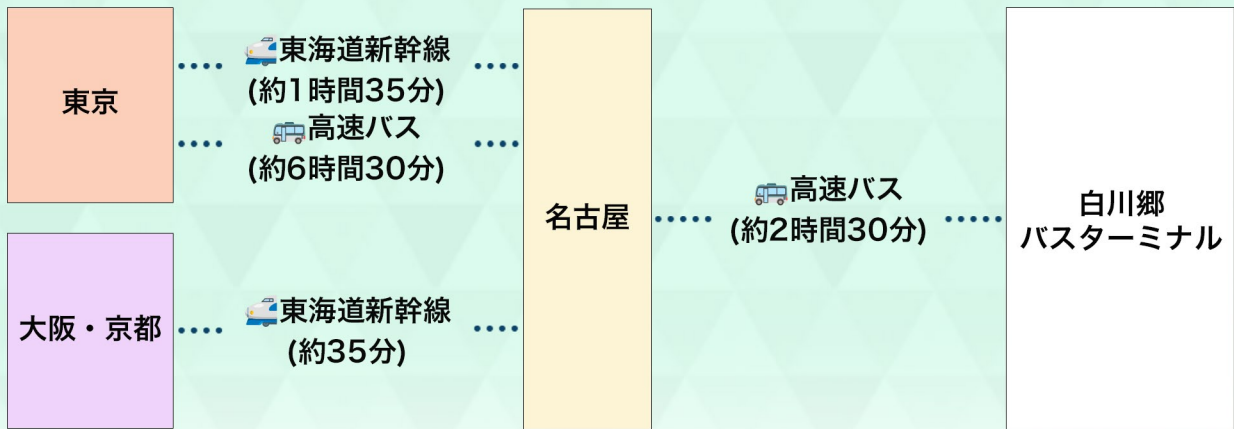 東京
東海道新幹線
(約1時間35分)
高速バス
(約6時間30分)
大阪・京都
東海道新幹線
(約35分)
名古屋
高速バス
(約2時間30分)
白川郷
バスターミナル